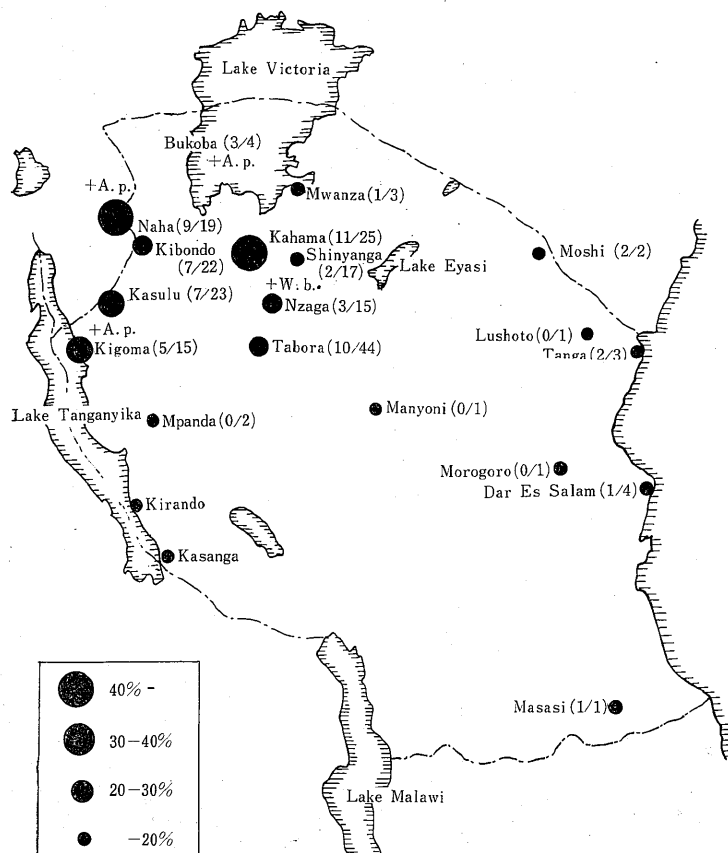 Lake Victoria
Bukoba (3/4)
+A. p.
+A. p.
Mwanza (1/3)
Naha (9/19)
Kibondo
(7/22)
Kahama (11/25)
Shinyanga
(2/17)
Lake Eyasi
Moshi (2/2)
+W. b.
Kasulu (7/23)
Nzaga (3/15)
+A. p.
Kigoma (5/15)
Tabora (10/44)
Lushoto (0/1)
Tanga (2/3)
Lake Tanganyika
Mpanda (0/2)
Manyoni (0/1)
Morogoro (0/1)
Dar Es Salam (1/4)
Kirando
Kasanga
Masasi (1/1)
Lake Malawi
40% -
30-40%
20-30%
-20%